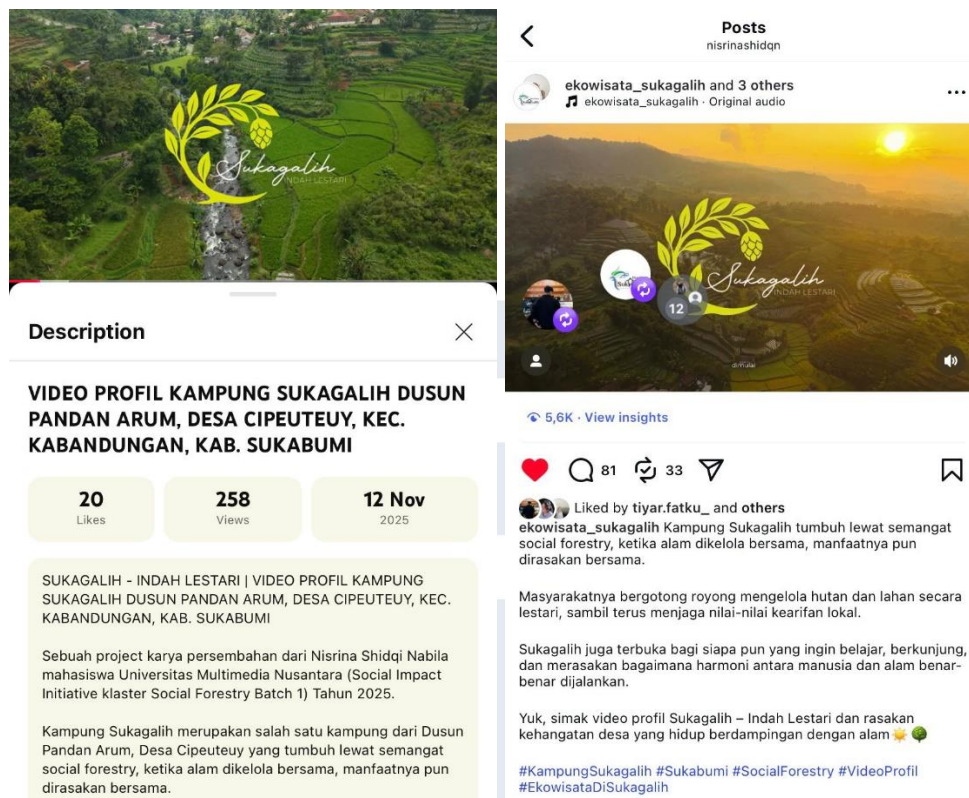 Sukagalih
INDAH LESTARI
Description
VIDEO PROFIL KAMPUNG SUKAGALIH DUSUN
PANDAN ARUM, DESA CIPEUTEUY, KEC.
KABANDUNGAN, KAB. SUKABUMI
20
Likes
258
Views
12 Nov
2025
SUKAGALIH - INDAH LESTARI | VIDEO PROFIL KAMPUNG
SUKAGALIH DUSUN PANDAN ARUM, DESA CIPEUTEUY, KEC.
KABANDUNGAN, KAB. SUKABUMI
Sebuah project karya persembahan dari Nisrina Shidqi Nabila
mahasiswa Universitas Multimedia Nusantara (Social Impact
Initiative klaster Social Forestry Batch 1) Tahun 2025.
Kampung Sukagalih merupakan salah satu kampung dari Dusun
Pandan Arum, Desa Cipeuteuy yang tumbuh lewat semangat
social forestry, ketika alam dikelola bersama, manfaatnya pun
dirasakan bersama.
Posts
nisrinashidqn
ekowisata_sukagalih and 3 others
ekowisata_sukagalih · Original audio
Sukagalih
INDAH LESTARI
12
5,6K · View insights
81
33
Liked by tiyar.fatku_ and others
ekowisata_sukagalih Kampung Sukagalih tumbuh lewat semangat
social forestry, ketika alam dikelola bersama, manfaatnya pun
dirasakan bersama.
Masyarakatnya bergotong royong mengelola hutan dan lahan secara
lestari, sambil terus menjaga nilai-nilai kearifan lokal.
Sukagalih juga terbuka bagi siapa pun yang ingin belajar, berkunjung,
dan merasakan bagaimana harmoni antara manusia dan alam benar-
benar dijalankan.
Yuk, simak video profil Sukagalih – Indah Lestari dan rasakan
kehangatan desa yang hidup berdampingan dengan alam☀️🌳
#KampungSukagalih #Sukabumi #SocialForestry #VideoProfil
#EkowisataDiSukagalih